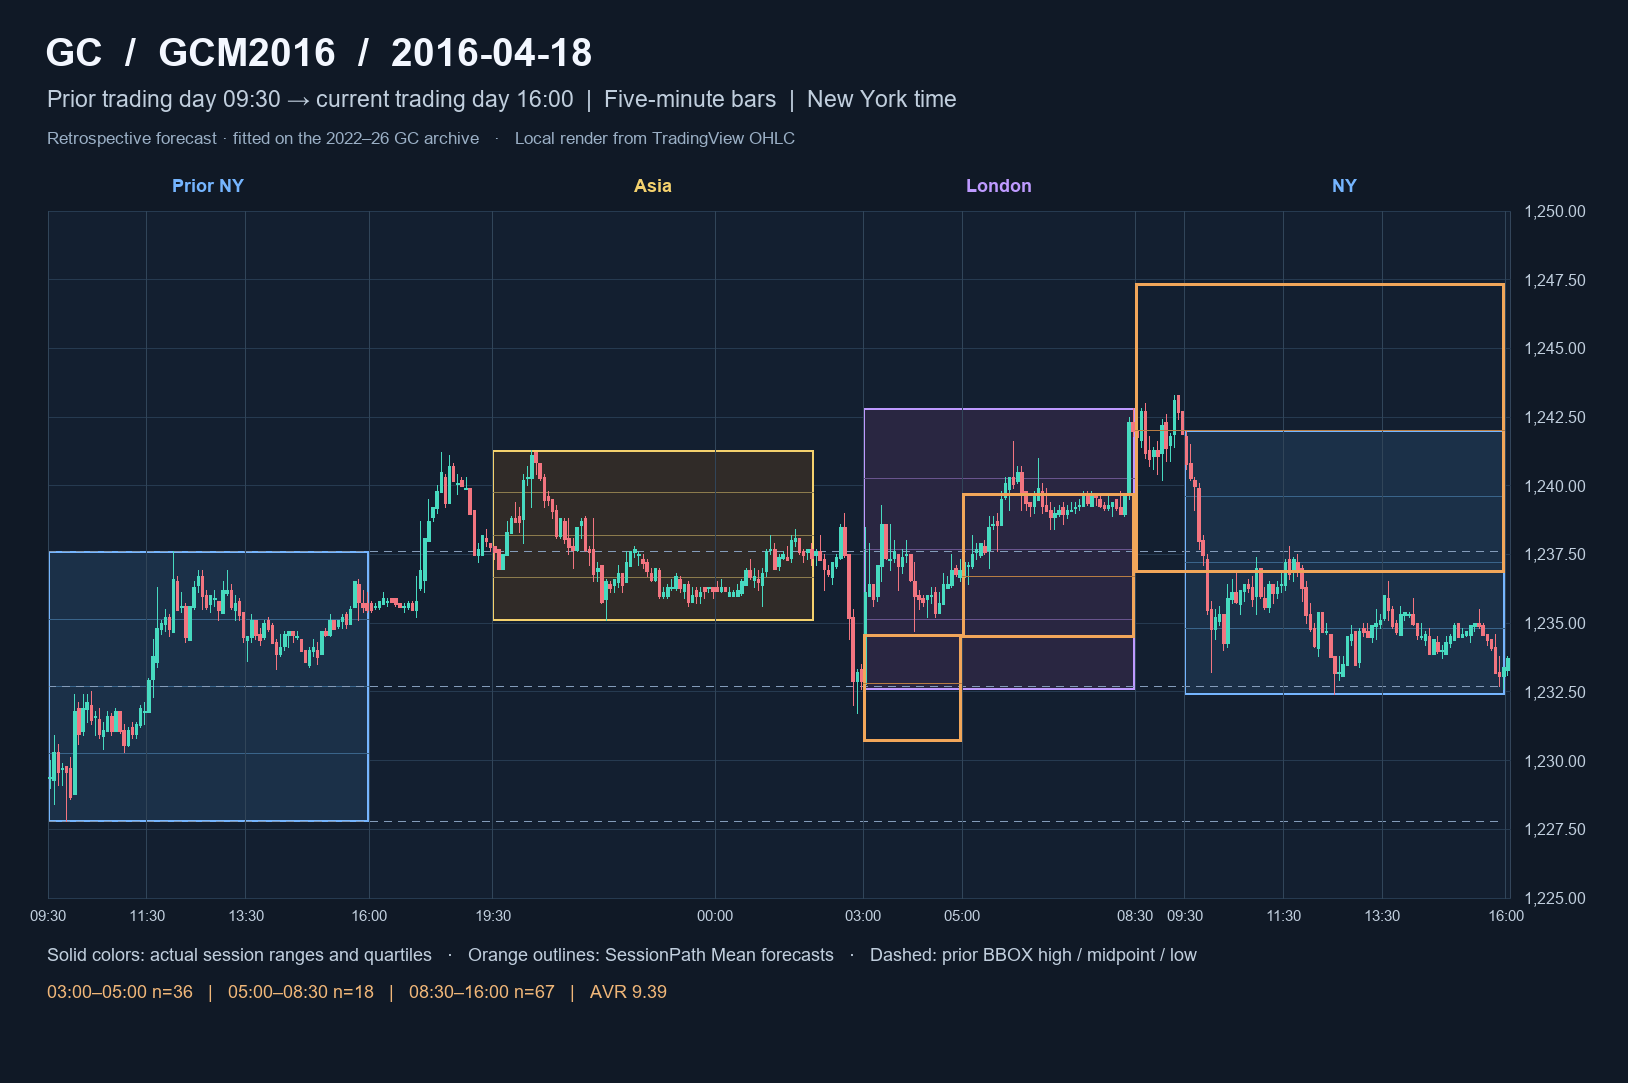 GC / GCM2016 / 2016-04-18
Prior trading day 09:30 → current trading day 16:00 | Five-minute bars | New York time
Retrospective forecast · fitted on the 2022–26 GC archive · Local render from TradingView OHLC
Prior NY Asia London NY
1,250.00
1,247.50
1,245.00
1,242.50
1,240.00
1,237.50
1,235.00
1,232.50
1,230.00
1,227.50
1,225.00
09:30 11:30 13:30 16:00 19:30 00:00 03:00 05:00 08:30 09:30 11:30 13:30 16:00
Solid colors: actual session ranges and quartiles · Orange outlines: SessionPath Mean forecasts · Dashed: prior BBOX high / midpoint / low
03:00–05:00 n=36 | 05:00–08:30 n=18 | 08:30–16:00 n=67 | AVR 9.39